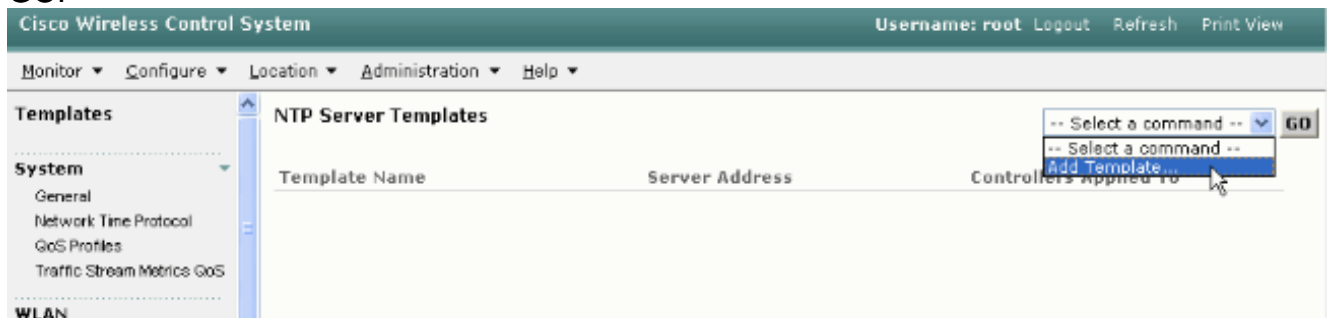 Cisco Wireless Control System
Username: root Logout Refresh Print View
Monitor Configure Location Administration Help
Templates
NTP Server Templates
-- Select a command -- GO
-- Select a command --
Add Template...
System
General
Network Time Protocol
QoS Profiles
Traffic Stream Metrics QoS
Template Name Server Address Controllers Applied To
WLAN